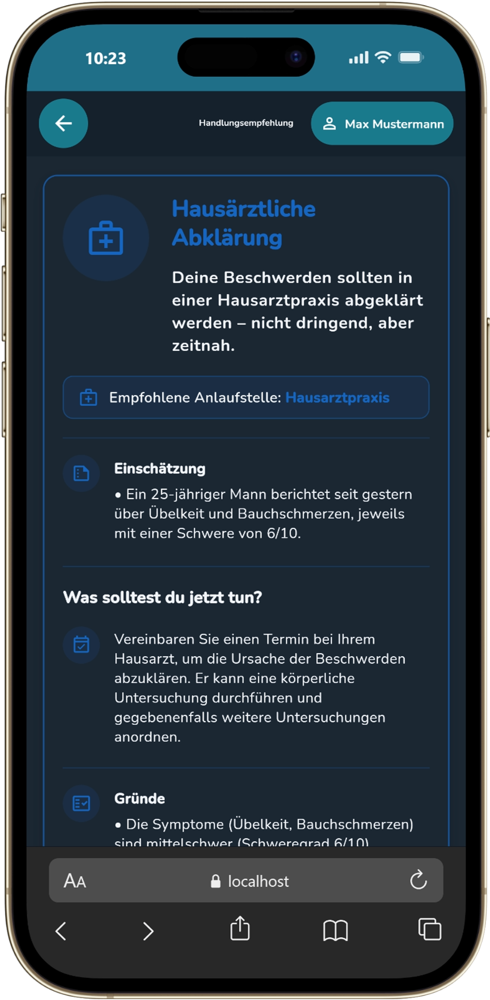 10:23
Handlungsempfehlung
Max Mustermann
Hausärztliche
Abklärung
Deine Beschwerden sollten in
einer Hausarztpraxis abgeklärt
werden – nicht dringend, aber
zeitnah.
Empfohlene Anlaufstelle: Hausarztpraxis
Einschätzung
• Ein 25-jähriger Mann berichtet seit gestern
über Übelkeit und Bauchschmerzen, jeweils
mit einer Schwere von 6/10.
Was solltest du jetzt tun?
Vereinbaren Sie einen Termin bei Ihrem
Hausarzt, um die Ursache der Beschwerden
abzuklären. Er kann eine körperliche
Untersuchung durchführen und
gegebenenfalls weitere Untersuchungen
anordnen.
Gründe
• Die Symptome (Übelkeit, Bauchschmerzen)
sind mittelschwer (Schweregrad 6/10)
AA
localhost